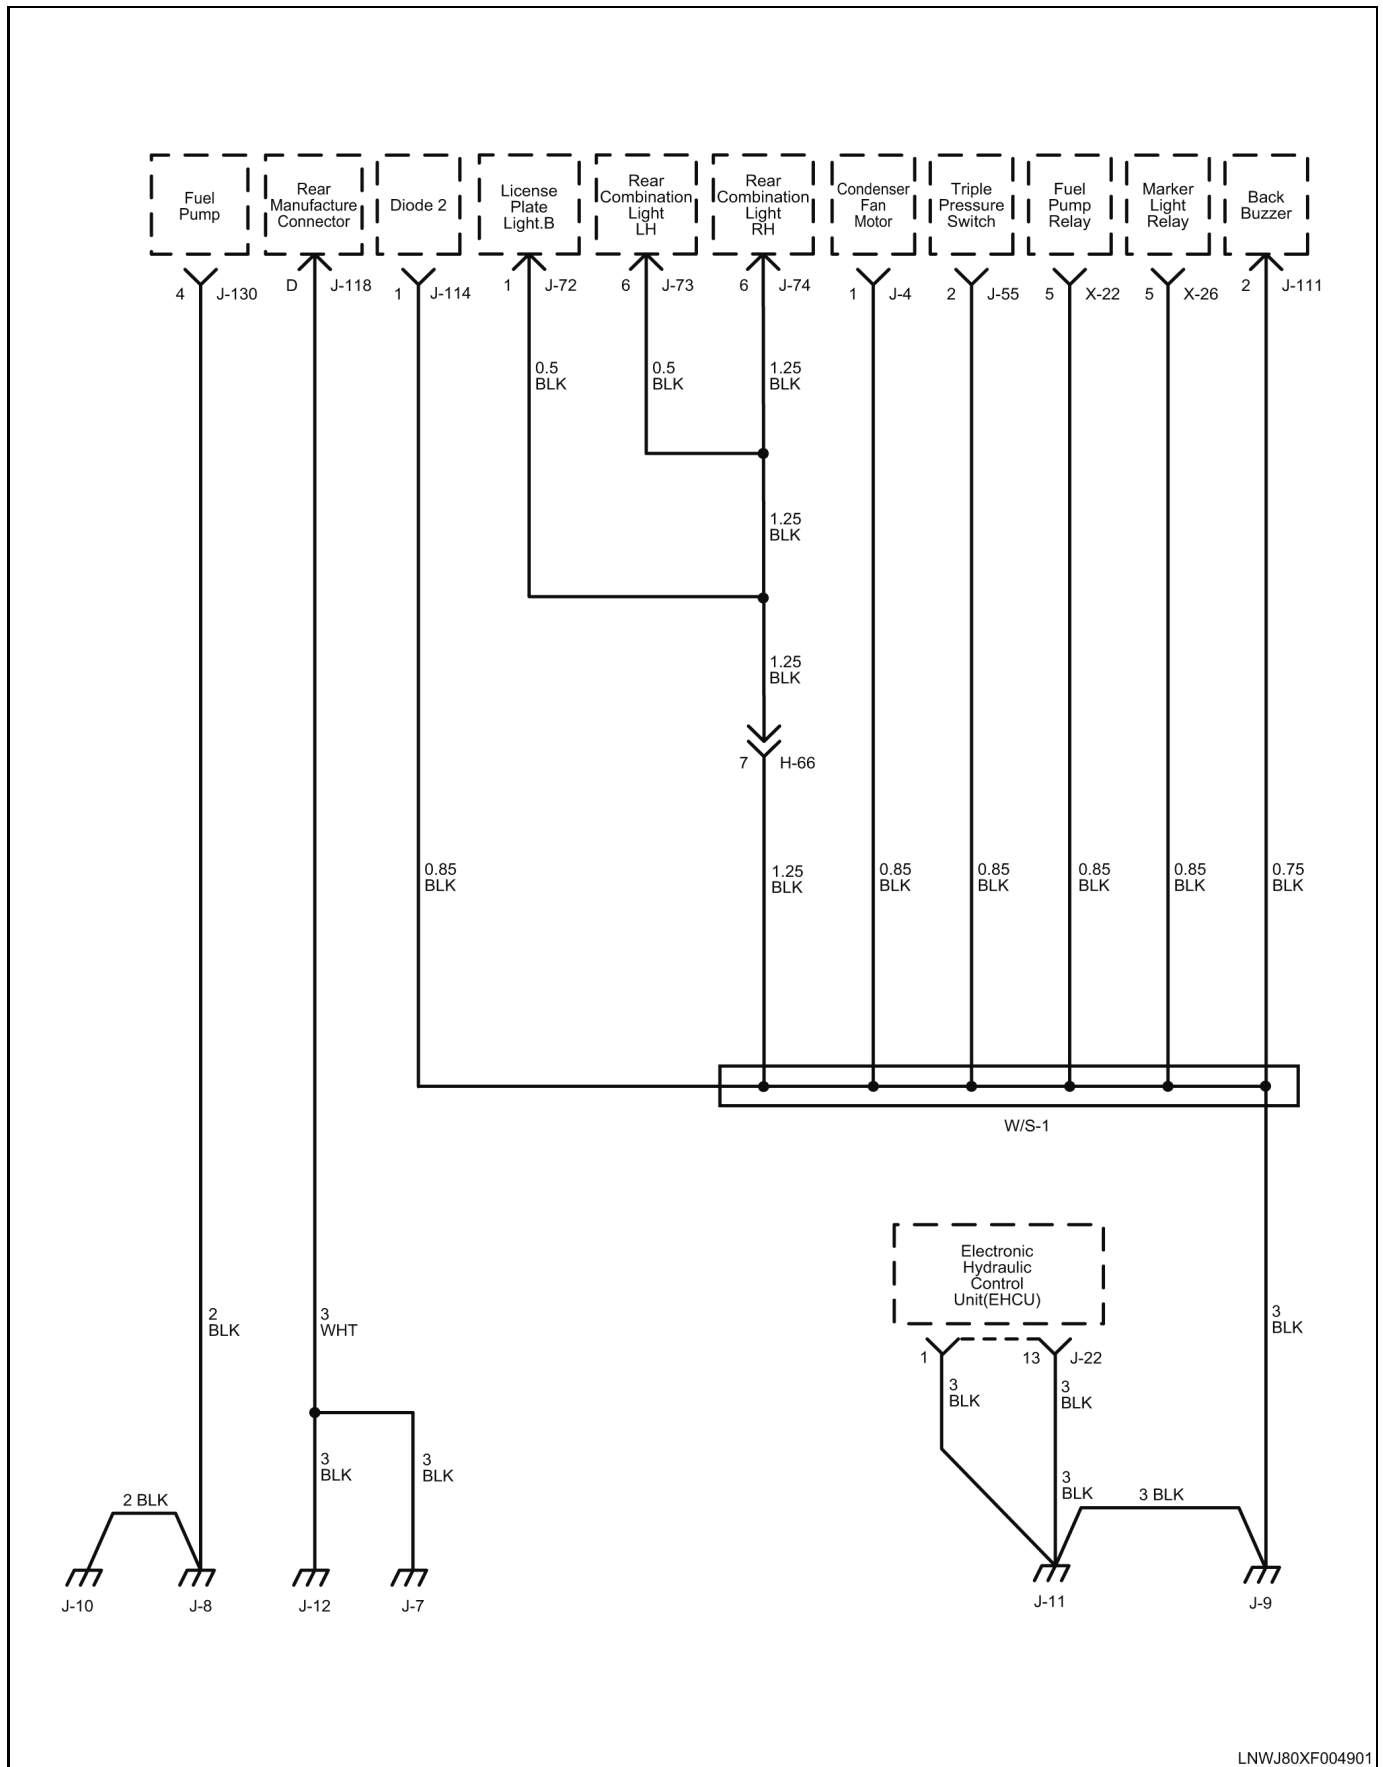 Fuel
Pump
Rear
Manufacture
Connector
Diode 2
License
Plate
Light.B
Rear
Combination
Light
LH
Rear
Combination
Light
RH
Condenser
Fan
Motor
Triple
Pressure
Switch
Fuel
Pump
Relay
Marker
Light
Relay
Back
Buzzer
4 J-130
D J-118
1 J-114
1 J-72
6 J-73
6 J-74
1 J-4
2 J-55
5 X-22
5 X-26
2 J-111
0.5
BLK
0.5
BLK
1.25
BLK
1.25
BLK
1.25
BLK
7 H-66
0.85
BLK
1.25
BLK
0.85
BLK
0.85
BLK
0.85
BLK
0.85
BLK
0.75
BLK
W/S-1
Electronic
Hydraulic
Control
Unit(EHCU)
2
BLK
3
WHT
3
BLK
1
13 J-22
3
BLK
3
BLK
3
BLK
3
BLK
3
BLK
2 BLK
3 BLK
J-10
J-8
J-12
J-7
J-11
J-9
LNWJ80XF004901